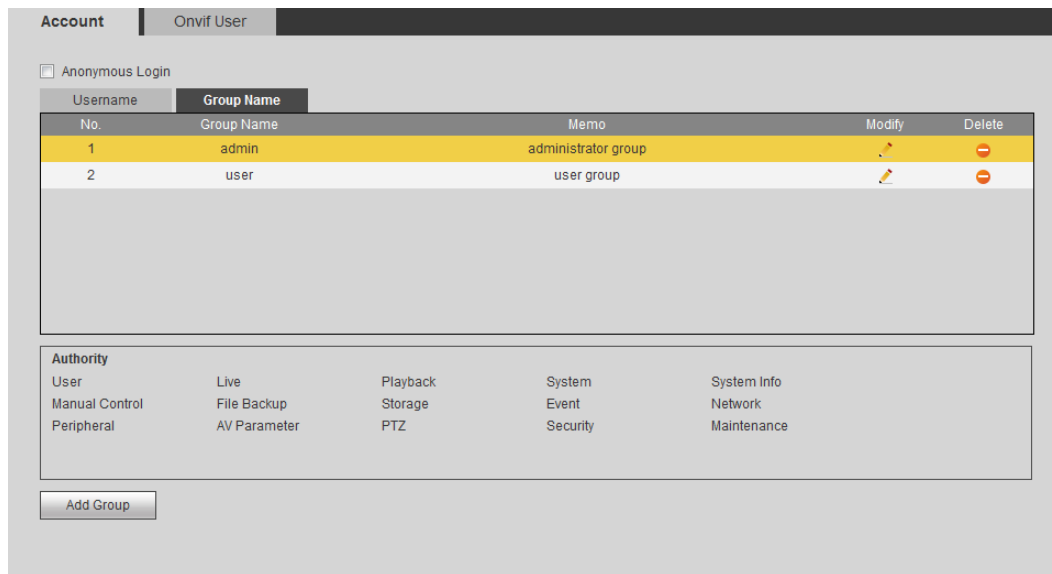 Account Onvif User
Anonymous Login
Username Group Name
No. Group Name Memo Modify Delete
1 admin administrator group
2 user user group
Authority
User Live Playback System System Info
Manual Control File Backup Storage Event Network
Peripheral AV Parameter PTZ Security Maintenance
Add Group